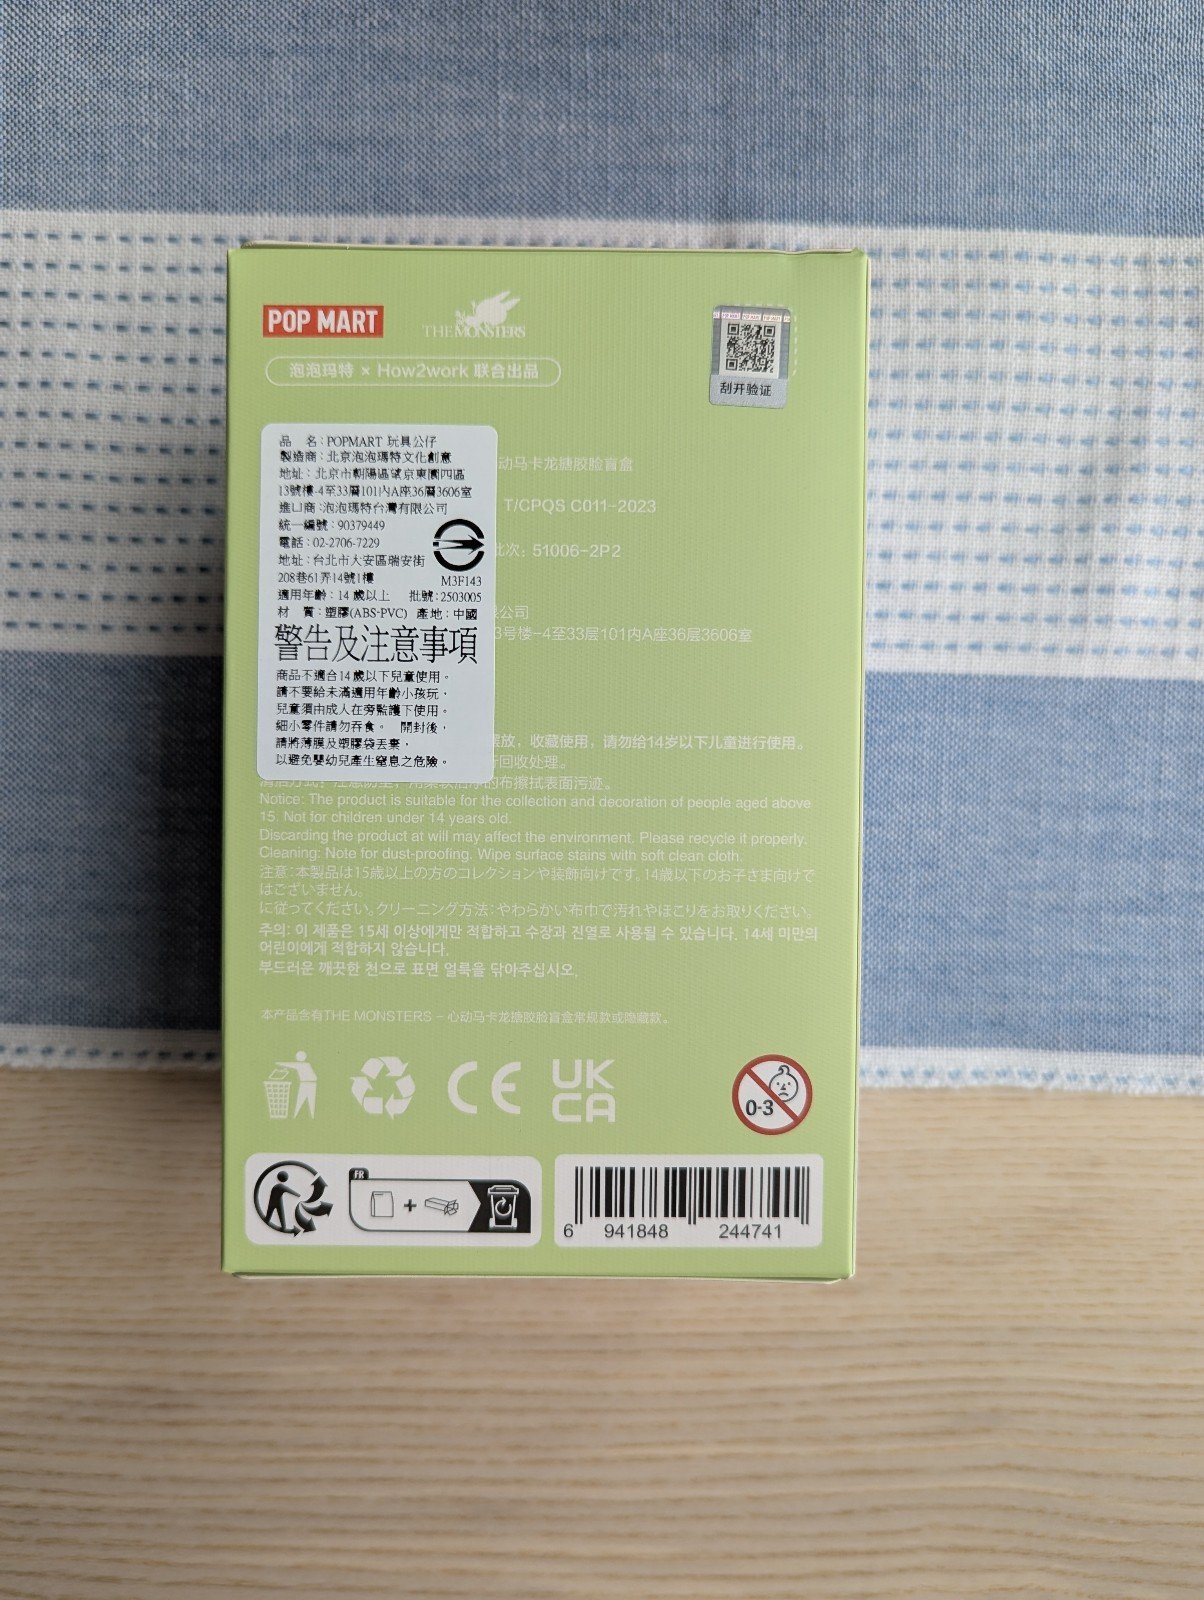 POP MART
THE MONSTERS
泡泡玛特 × How2work 联合出品
刮开验证
品 名：POPMART 玩具公仔
製造商：北京泡泡瑪特文化創意
地址：北京市朝陽區望京東園四區
13號樓-4至33層101內A座36層3606室
進口商：泡泡瑪特台灣有限公司
統一編號：90379449
電話：02-2706-7229
地址：台北市大安區瑞安街
208巷61弄14號1樓
M3F143
適用年齡：14 歲以上 批號：2503005
材 質：塑膠(ABS-PVC) 產地：中國
警告及注意事項
商品不適合14歲以下兒童使用。
請不要給未滿適用年齡小孩玩，
兒童須由成人在旁監護下使用。
細小零件請勿吞食。 開封後，
請將薄膜及塑膠袋丟棄，
以避免嬰幼兒產生窒息之危險。
动马卡龙搪胶脸盲盒
T/CPQS C011-2023
批次：51006-2P2
限公司
3号楼-4至33层101内A座36层3606室
摆放，收藏使用，请勿给14岁以下儿童进行使用。
行回收处理。
的布擦拭表面污迹。
Notice: The product is suitable for the collection and decoration of people aged above
15. Not for children under 14 years old.
Discarding the product at will may affect the environment. Please recycle it properly.
Cleaning: Note for dust-proofing. Wipe surface stains with soft clean cloth.
注意：本製品は15歳以上の方のコレクションや装飾向けです。14歳以下のお子さま向けで
はございません。
に従ってください。クリーニング方法：やわらかい布巾で汚れやほこりをお取りください。
주의: 이 제품은 15세 이상에게만 적합하고 수장과 진열로 사용될 수 있습니다. 14세 미만의
어린이에게 적합하지 않습니다.
부드러운 깨끗한 천으로 표면 얼룩을 닦아주십시오.
本产品含有THE MONSTERS - 心动马卡龙搪胶脸盲盒常规款或隐藏款。
CE
UK
CA
0-3
FR
+
6 941848 244741